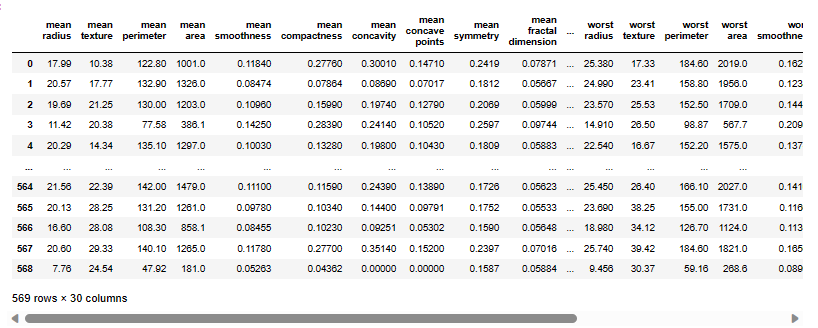 mean radius mean texture mean perimeter mean area mean smoothness mean compactness mean concavity mean concave points mean symmetry mean fractal dimension ... worst radius worst texture worst perimeter worst area wor smoothne
0 17.99 10.38 122.80 1001.0 0.11840 0.27760 0.30010 0.14710 0.2419 0.07871 ... 25.380 17.33 184.60 2019.0 0.162
1 20.57 17.77 132.90 1326.0 0.08474 0.07864 0.08690 0.07017 0.1812 0.05667 ... 24.990 23.41 158.80 1956.0 0.123
2 19.69 21.25 130.00 1203.0 0.10960 0.15990 0.19740 0.12790 0.2069 0.05999 ... 23.570 25.53 152.50 1709.0 0.144
3 11.42 20.38 77.58 386.1 0.14250 0.28390 0.24140 0.10520 0.2597 0.09744 ... 14.910 26.50 98.87 567.7 0.209
4 20.29 14.34 135.10 1297.0 0.10030 0.13280 0.19800 0.10430 0.1809 0.05883 ... 22.540 16.67 152.20 1575.0 0.137
... ... ... ... ... ... ... ... ... ... ... ... ... ... ... ... ...
564 21.56 22.39 142.00 1479.0 0.11100 0.11590 0.24390 0.13890 0.1726 0.05623 ... 25.450 26.40 166.10 2027.0 0.141
565 20.13 28.25 131.20 1261.0 0.09780 0.10340 0.14400 0.09791 0.1752 0.05533 ... 23.690 38.25 155.00 1731.0 0.116
566 16.60 28.08 108.30 858.1 0.08455 0.10230 0.09251 0.05302 0.1590 0.05648 ... 18.980 34.12 126.70 1124.0 0.113
567 20.60 29.33 140.10 1265.0 0.11780 0.27700 0.35140 0.15200 0.2397 0.07016 ... 25.740 39.42 184.60 1821.0 0.165
568 7.76 24.54 47.92 181.0 0.05263 0.04362 0.00000 0.00000 0.1587 0.05884 ... 9.456 30.37 59.16 268.6 0.089
569 rows × 30 columns